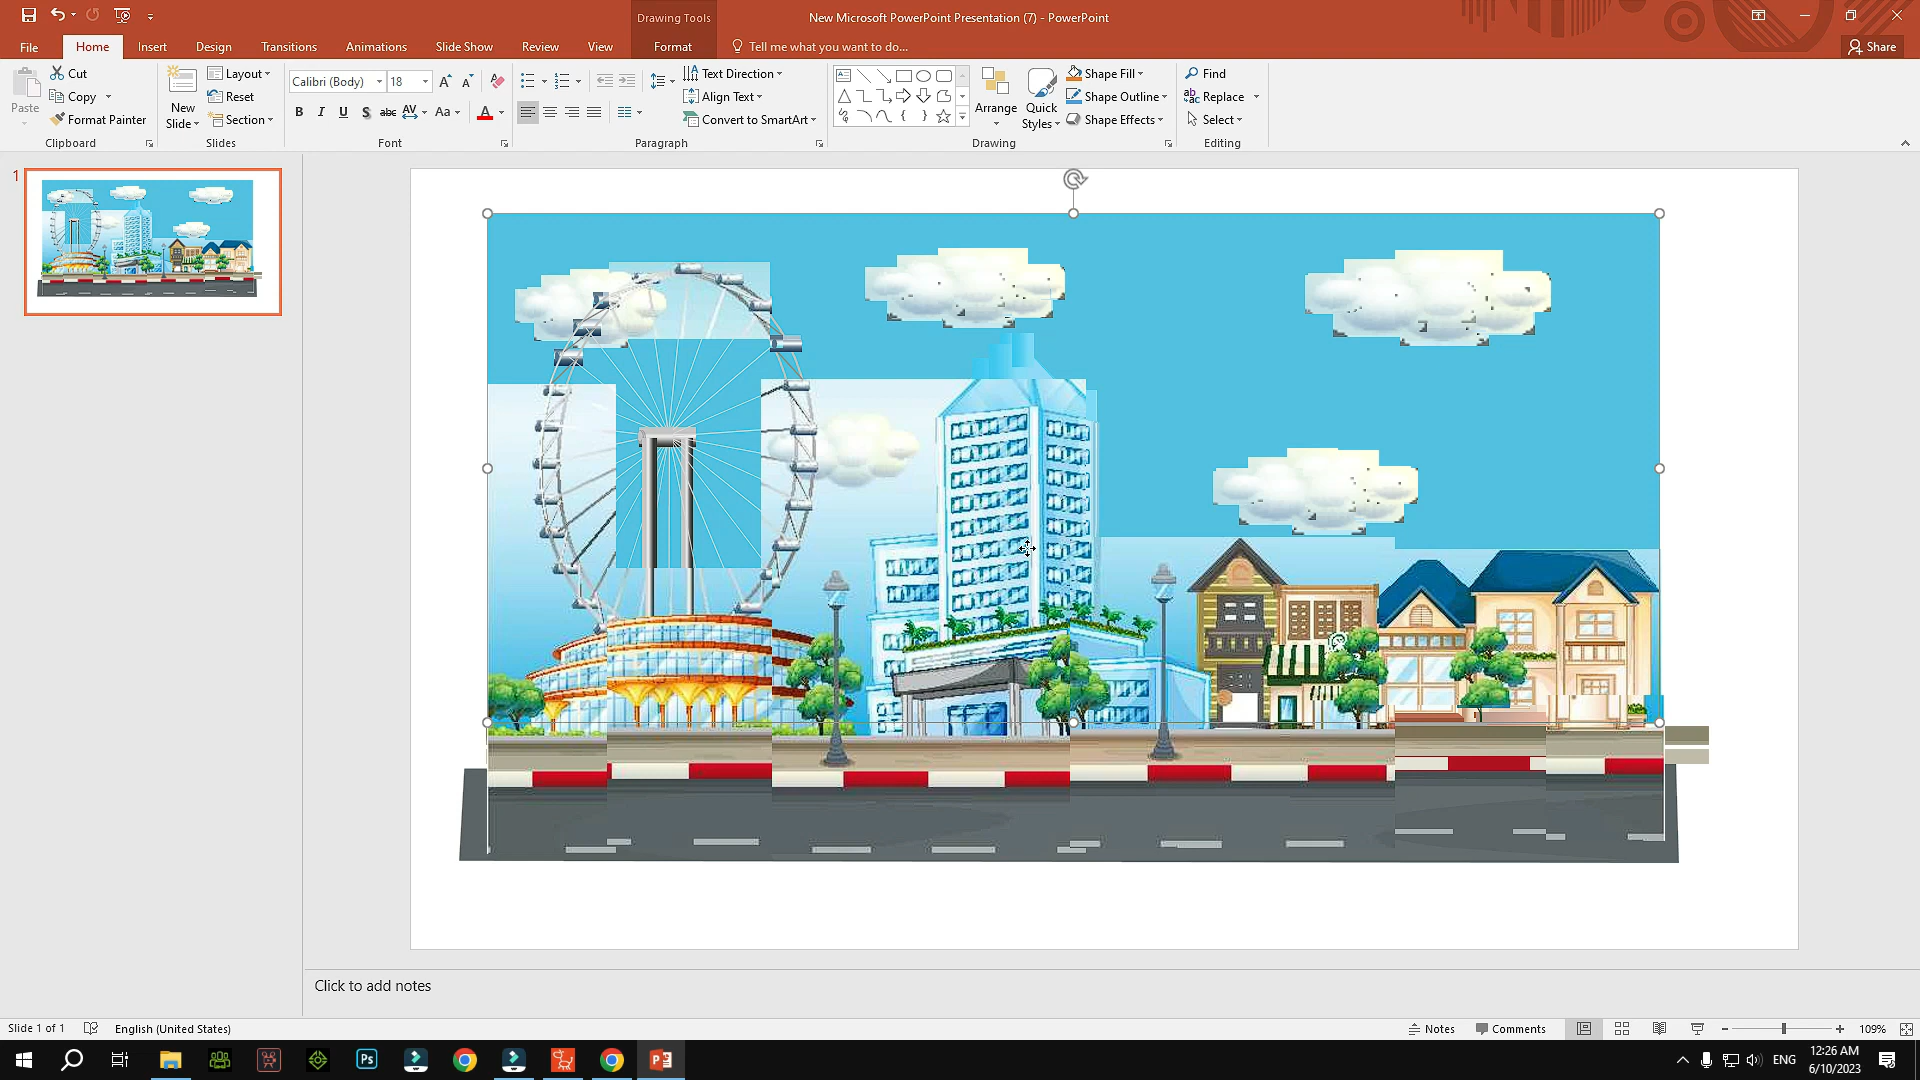 Drawing Tools
New Microsoft PowerPoint Presentation (7) - PowerPoint
File Home Insert Design Transitions Animations Slide Show Review View Format Tell me what you want to do... Share
Cut
Copy
Format Painter
Paste
Clipboard
New Slide
Layout
Reset
Section
Slides
Calibri (Body) 18
B I U S abc AV Aa A
Font
Text Direction
Align Text
Convert to SmartArt
Paragraph
Arrange
Quick Styles
Shape Fill
Shape Outline
Shape Effects
Drawing
Find
Replace
Select
Editing
1
Click to add notes
Slide 1 of 1 English (United States) Notes Comments 109%
Ps
ENG
12:26 AM
6/10/2023